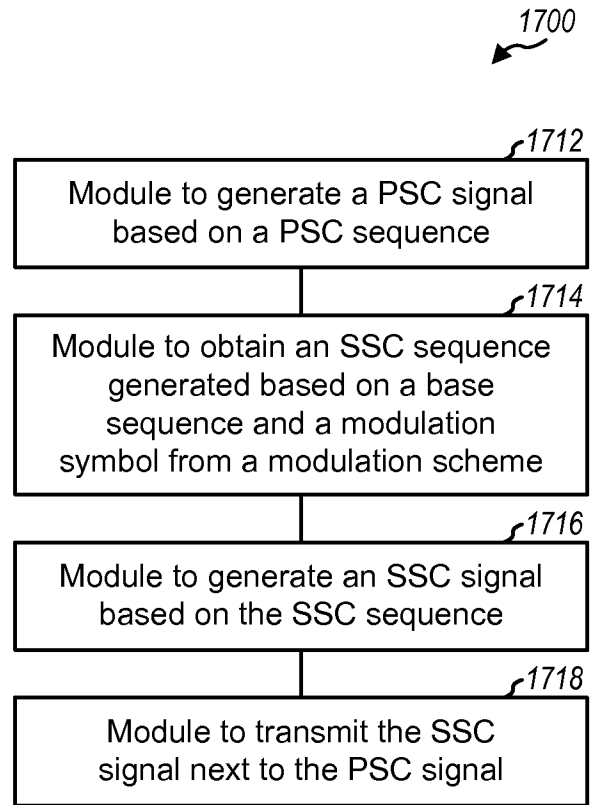 1700
1712
Module to generate a PSC signal
based on a PSC sequence
1714
Module to obtain an SSC sequence
generated based on a base
sequence and a modulation
symbol from a modulation scheme
1716
Module to generate an SSC signal
based on the SSC sequence
1718
Module to transmit the SSC
signal next to the PSC signal